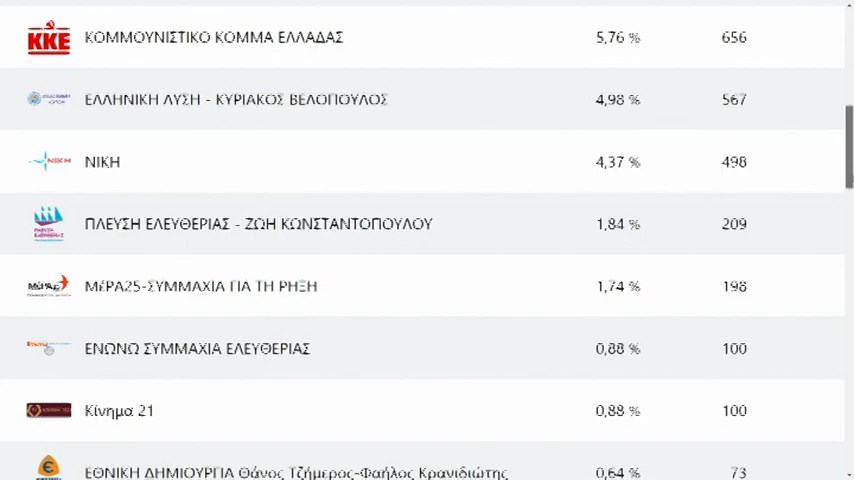 ΚΚΕ ΚΟΜΜΟΥΝΙΣΤΙΚΟ ΚΟΜΜΑ ΕΛΛΑΔΑΣ 5,76 % 656
ΕΛΛΗΝΙΚΗ ΛΥΣΗ - ΚΥΡΙΑΚΟΣ ΒΕΛΟΠΟΥΛΟΣ 4,98 % 567
ΝΙΚΗ ΝΙΚΗ 4,37 % 498
ΠΛΕΥΣΗ ΕΛΕΥΘΕΡΙΑΣ - ΖΩΗ ΚΩΝΣΤΑΝΤΟΠΟΥΛΟΥ 1,84 % 209
ΜέΡΑ25-ΣΥΜΜΑΧΙΑ ΓΙΑ ΤΗ ΡΗΞΗ 1,74 % 198
ΕΝΩΝΩ ΣΥΜΜΑΧΙΑ ΕΛΕΥΘΕΡΙΑΣ 0,88 % 100
Κίνημα 21 0,88 % 100
ΕΘΝΙΚΗ ΔΗΜΙΟΥΡΓΙΑ Θάνος Τζήμερος-Φαήλος Κρανιδιώτης 0,64 % 73